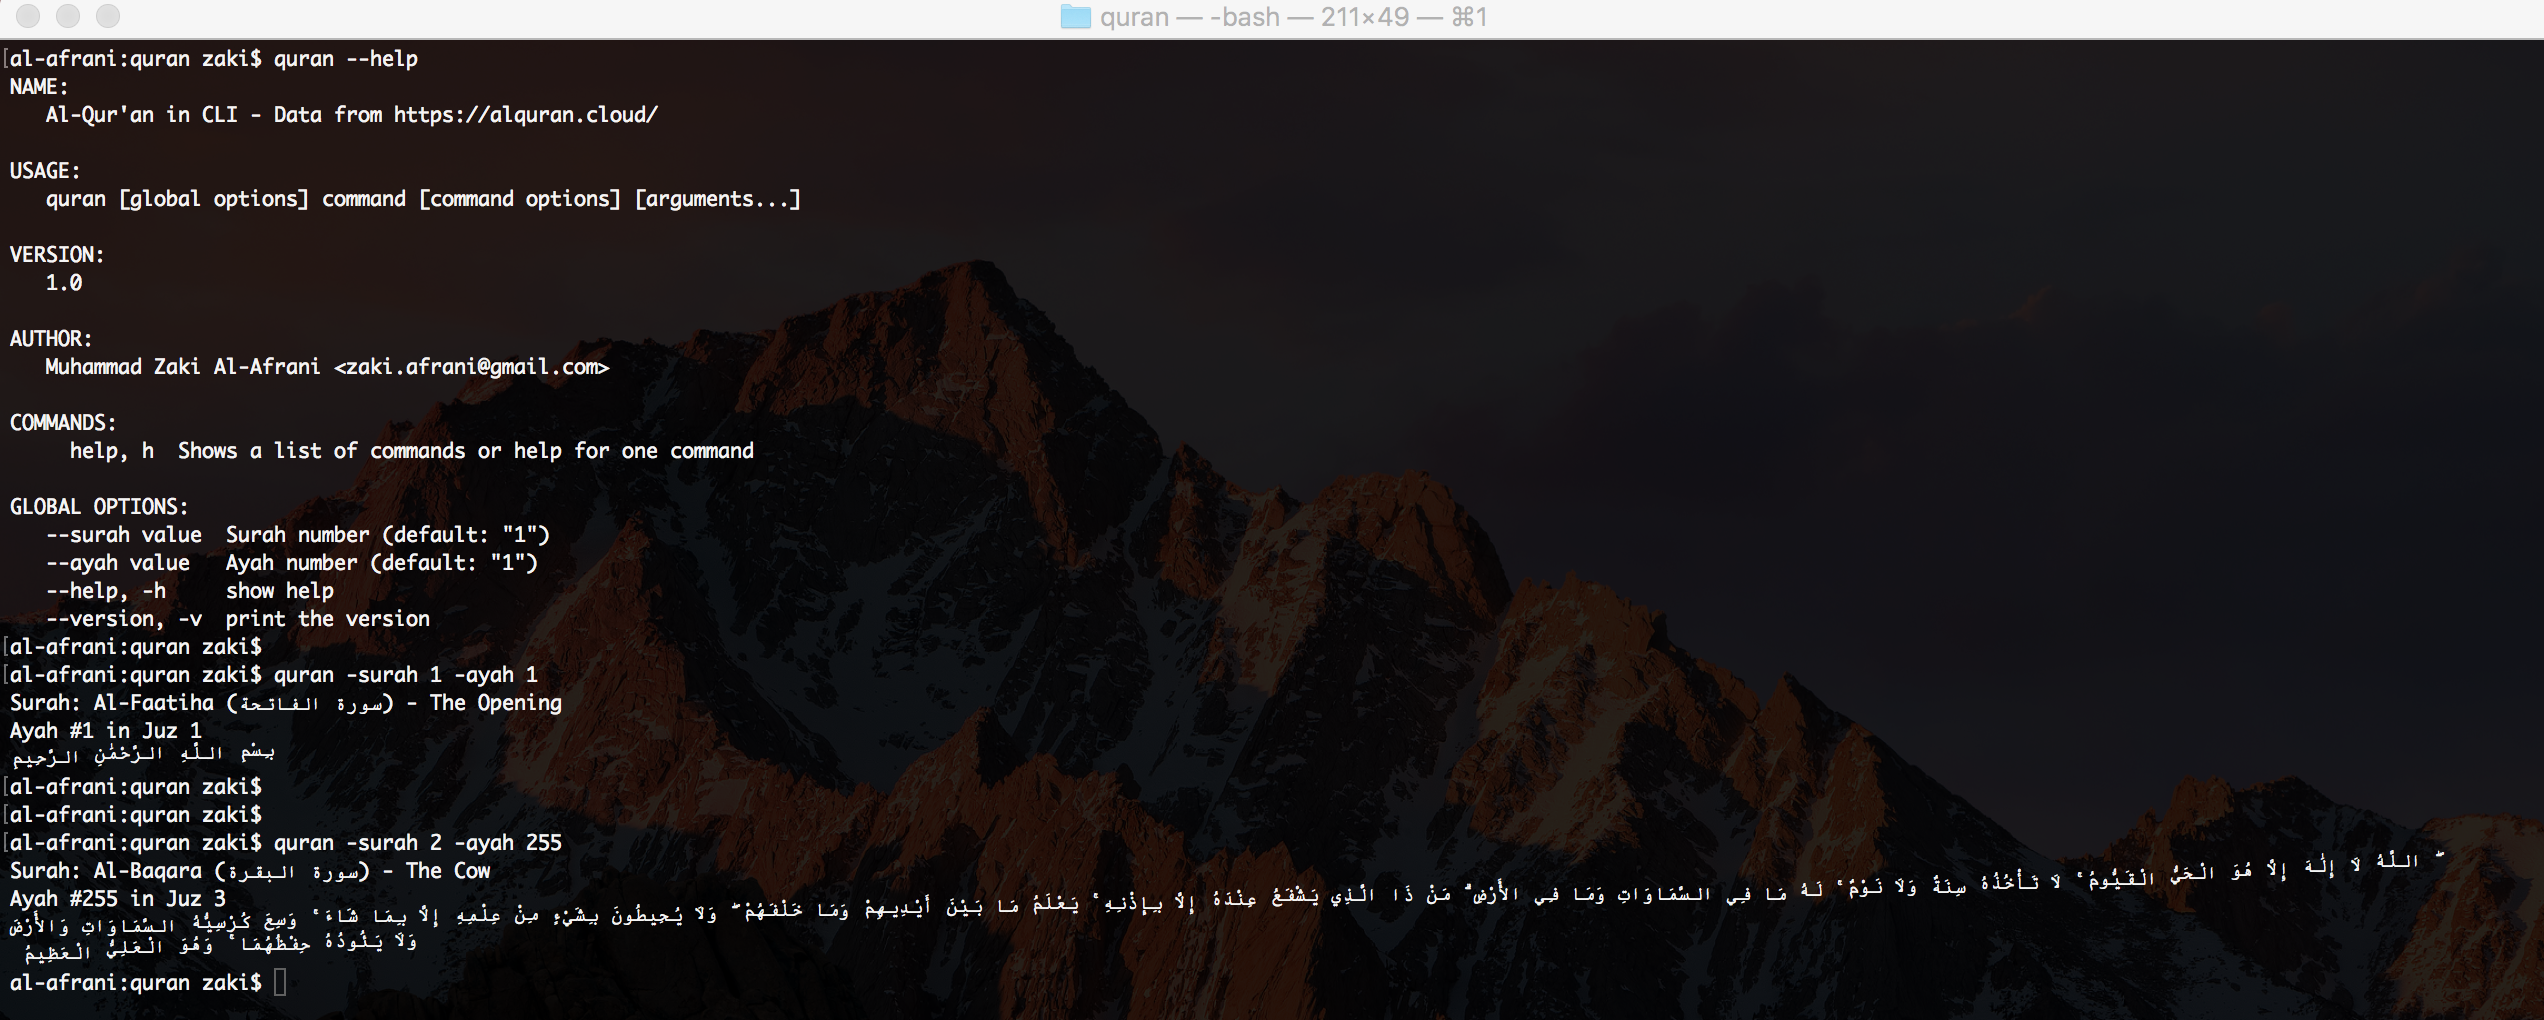 quran — -bash — 211×49 — ⌘1
[al-afrani:quran zaki$ quran --help
NAME:
Al-Qur'an in CLI - Data from https://alquran.cloud/
USAGE:
quran [global options] command [command options] [arguments...]
VERSION:
1.0
AUTHOR:
Muhammad Zaki Al-Afrani <zaki.afrani@gmail.com>
COMMANDS:
help, h  Shows a list of commands or help for one command
GLOBAL OPTIONS:
--surah value  Surah number (default: "1")
--ayah value   Ayah number (default: "1")
--help, -h     show help
--version, -v  print the version
[al-afrani:quran zaki$
[al-afrani:quran zaki$ quran -surah 1 -ayah 1
Surah: Al-Faatiha (سورة الفاتحة) - The Opening
Ayah #1 in Juz 1
بِسْمِ اللَّهِ الرَّحْمَٰنِ الرَّحِيمِ
[al-afrani:quran zaki$
[al-afrani:quran zaki$
[al-afrani:quran zaki$ quran -surah 2 -ayah 255
Surah: Al-Baqara (سورة البقرة) - The Cow
Ayah #255 in Juz 3
اللَّهُ لَا إِلَٰهَ إِلَّا هُوَ الْحَيُّ الْقَيُّومُ ۚ لَا تَأْخُذُهُ سِنَةٌ وَلَا نَوْمٌ ۚ لَهُ مَا فِي السَّمَاوَاتِ وَمَا فِي الْأَرْضِ ۗ مَنْ ذَا الَّذِي يَشْفَعُ عِنْدَهُ إِلَّا بِإِذْنِهِ ۚ يَعْلَمُ مَا بَيْنَ أَيْدِيهِمْ وَمَا خَلْفَهُمْ ۖ وَلَا يُحِيطُونَ بِشَيْءٍ مِنْ عِلْمِهِ إِلَّا بِمَا شَاءَ ۚ وَسِعَ كُرْسِيُّهُ السَّمَاوَاتِ وَالْأَرْضَ ۖ
وَلَا يَئُودُهُ حِفْظُهُمَا ۚ وَهُوَ الْعَلِيُّ الْعَظِيمُ
al-afrani:quran zaki$